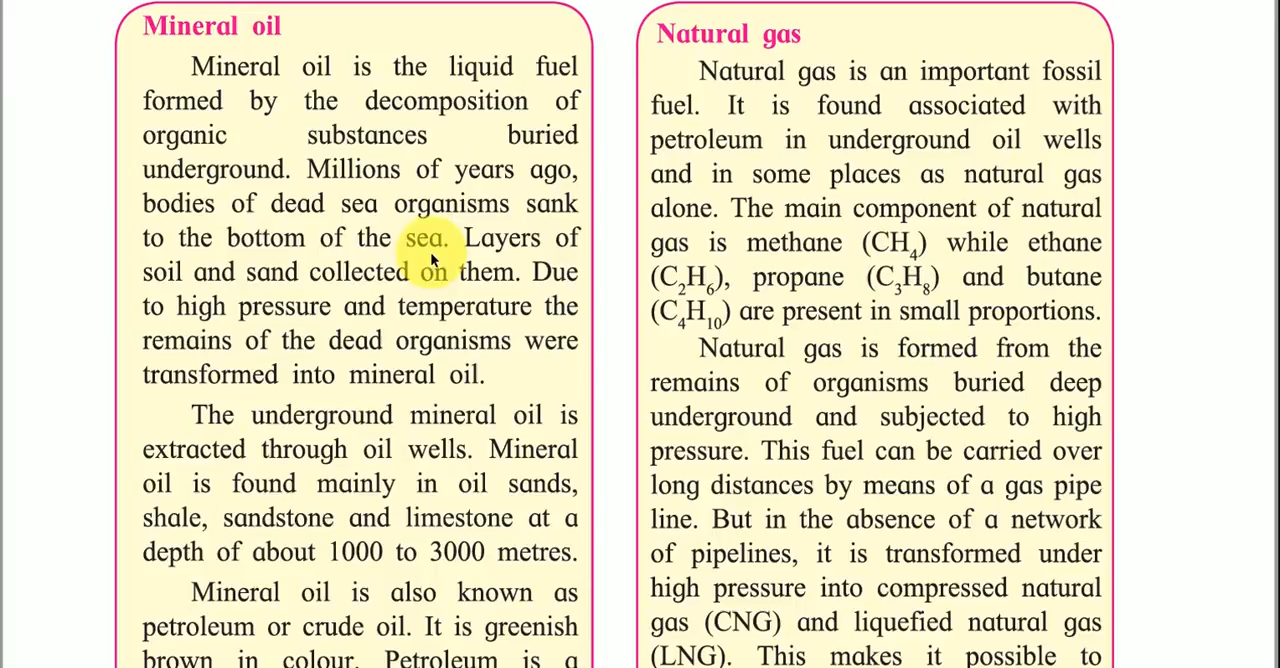 Mineral oil
Mineral oil is the liquid fuel
formed by the decomposition of
organic substances buried
underground. Millions of years ago,
bodies of dead sea organisms sank
to the bottom of the sea. Layers of
soil and sand collected on them. Due
to high pressure and temperature the
remains of the dead organisms were
transformed into mineral oil.
The underground mineral oil is
extracted through oil wells. Mineral
oil is found mainly in oil sands,
shale, sandstone and limestone at a
depth of about 1000 to 3000 metres.
Mineral oil is also known as
petroleum or crude oil. It is greenish
brown in colour. Petroleum is a
Natural gas
Natural gas is an important fossil
fuel. It is found associated with
petroleum in underground oil wells
and in some places as natural gas
alone. The main component of natural
gas is methane (CH₄) while ethane
(C₂H₆), propane (C₃H₈) and butane
(C₄H₁₀) are present in small proportions.
Natural gas is formed from the
remains of organisms buried deep
underground and subjected to high
pressure. This fuel can be carried over
long distances by means of a gas pipe
line. But in the absence of a network
of pipelines, it is transformed under
high pressure into compressed natural
gas (CNG) and liquefied natural gas
(LNG). This makes it possible to